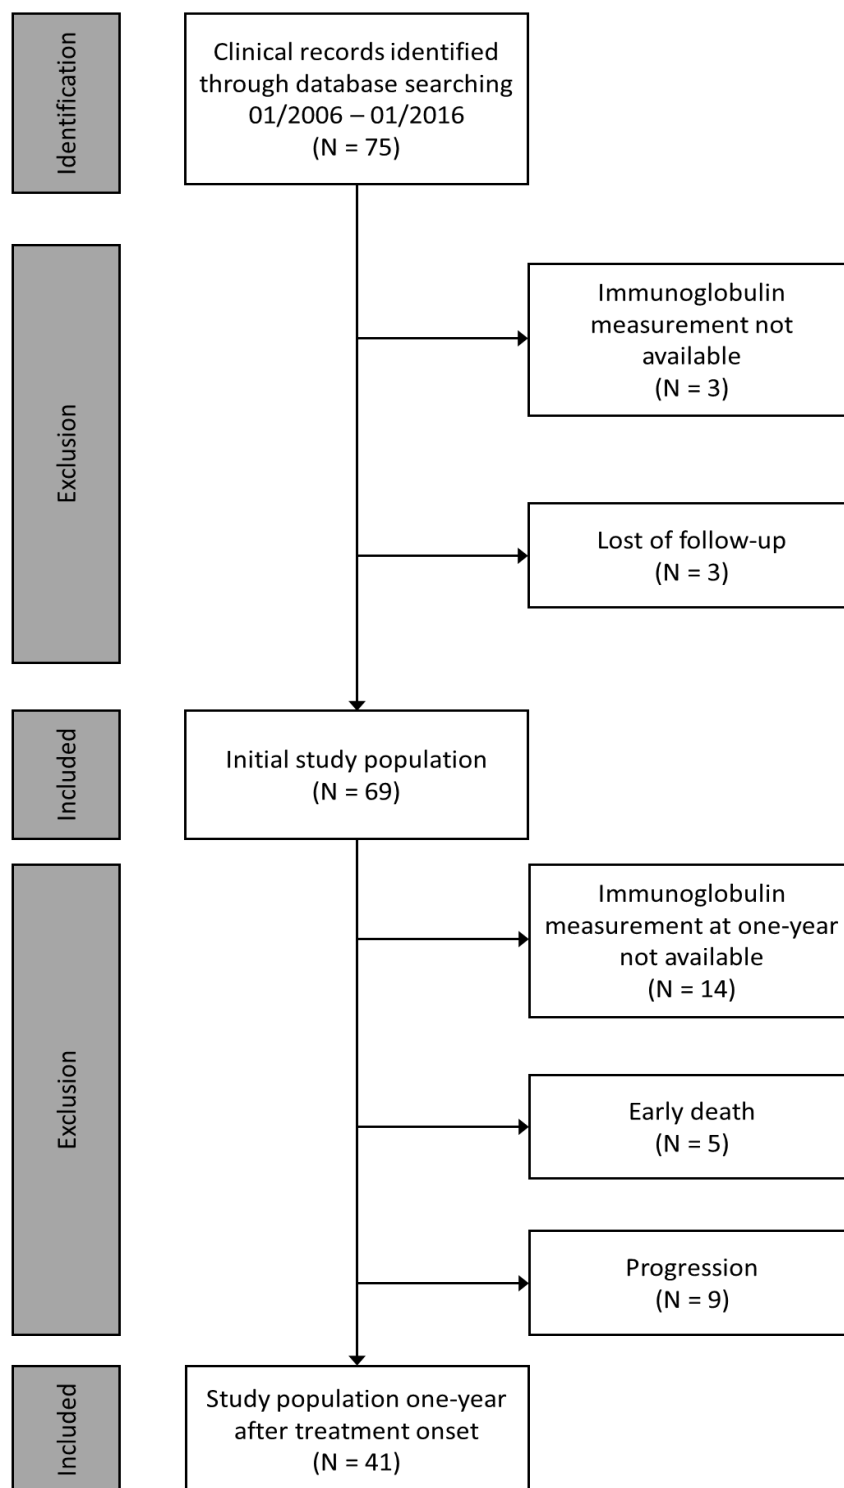 Identification
Clinical records identified
through database searching
01/2006 – 01/2016
(N = 75)
Exclusion
Immunoglobulin
measurement not
available
(N = 3)
Lost of follow-up
(N = 3)
Included
Initial study population
(N = 69)
Exclusion
Immunoglobulin
measurement at one-year
not available
(N = 14)
Early death
(N = 5)
Progression
(N = 9)
Included
Study population one-year
after treatment onset
(N = 41)